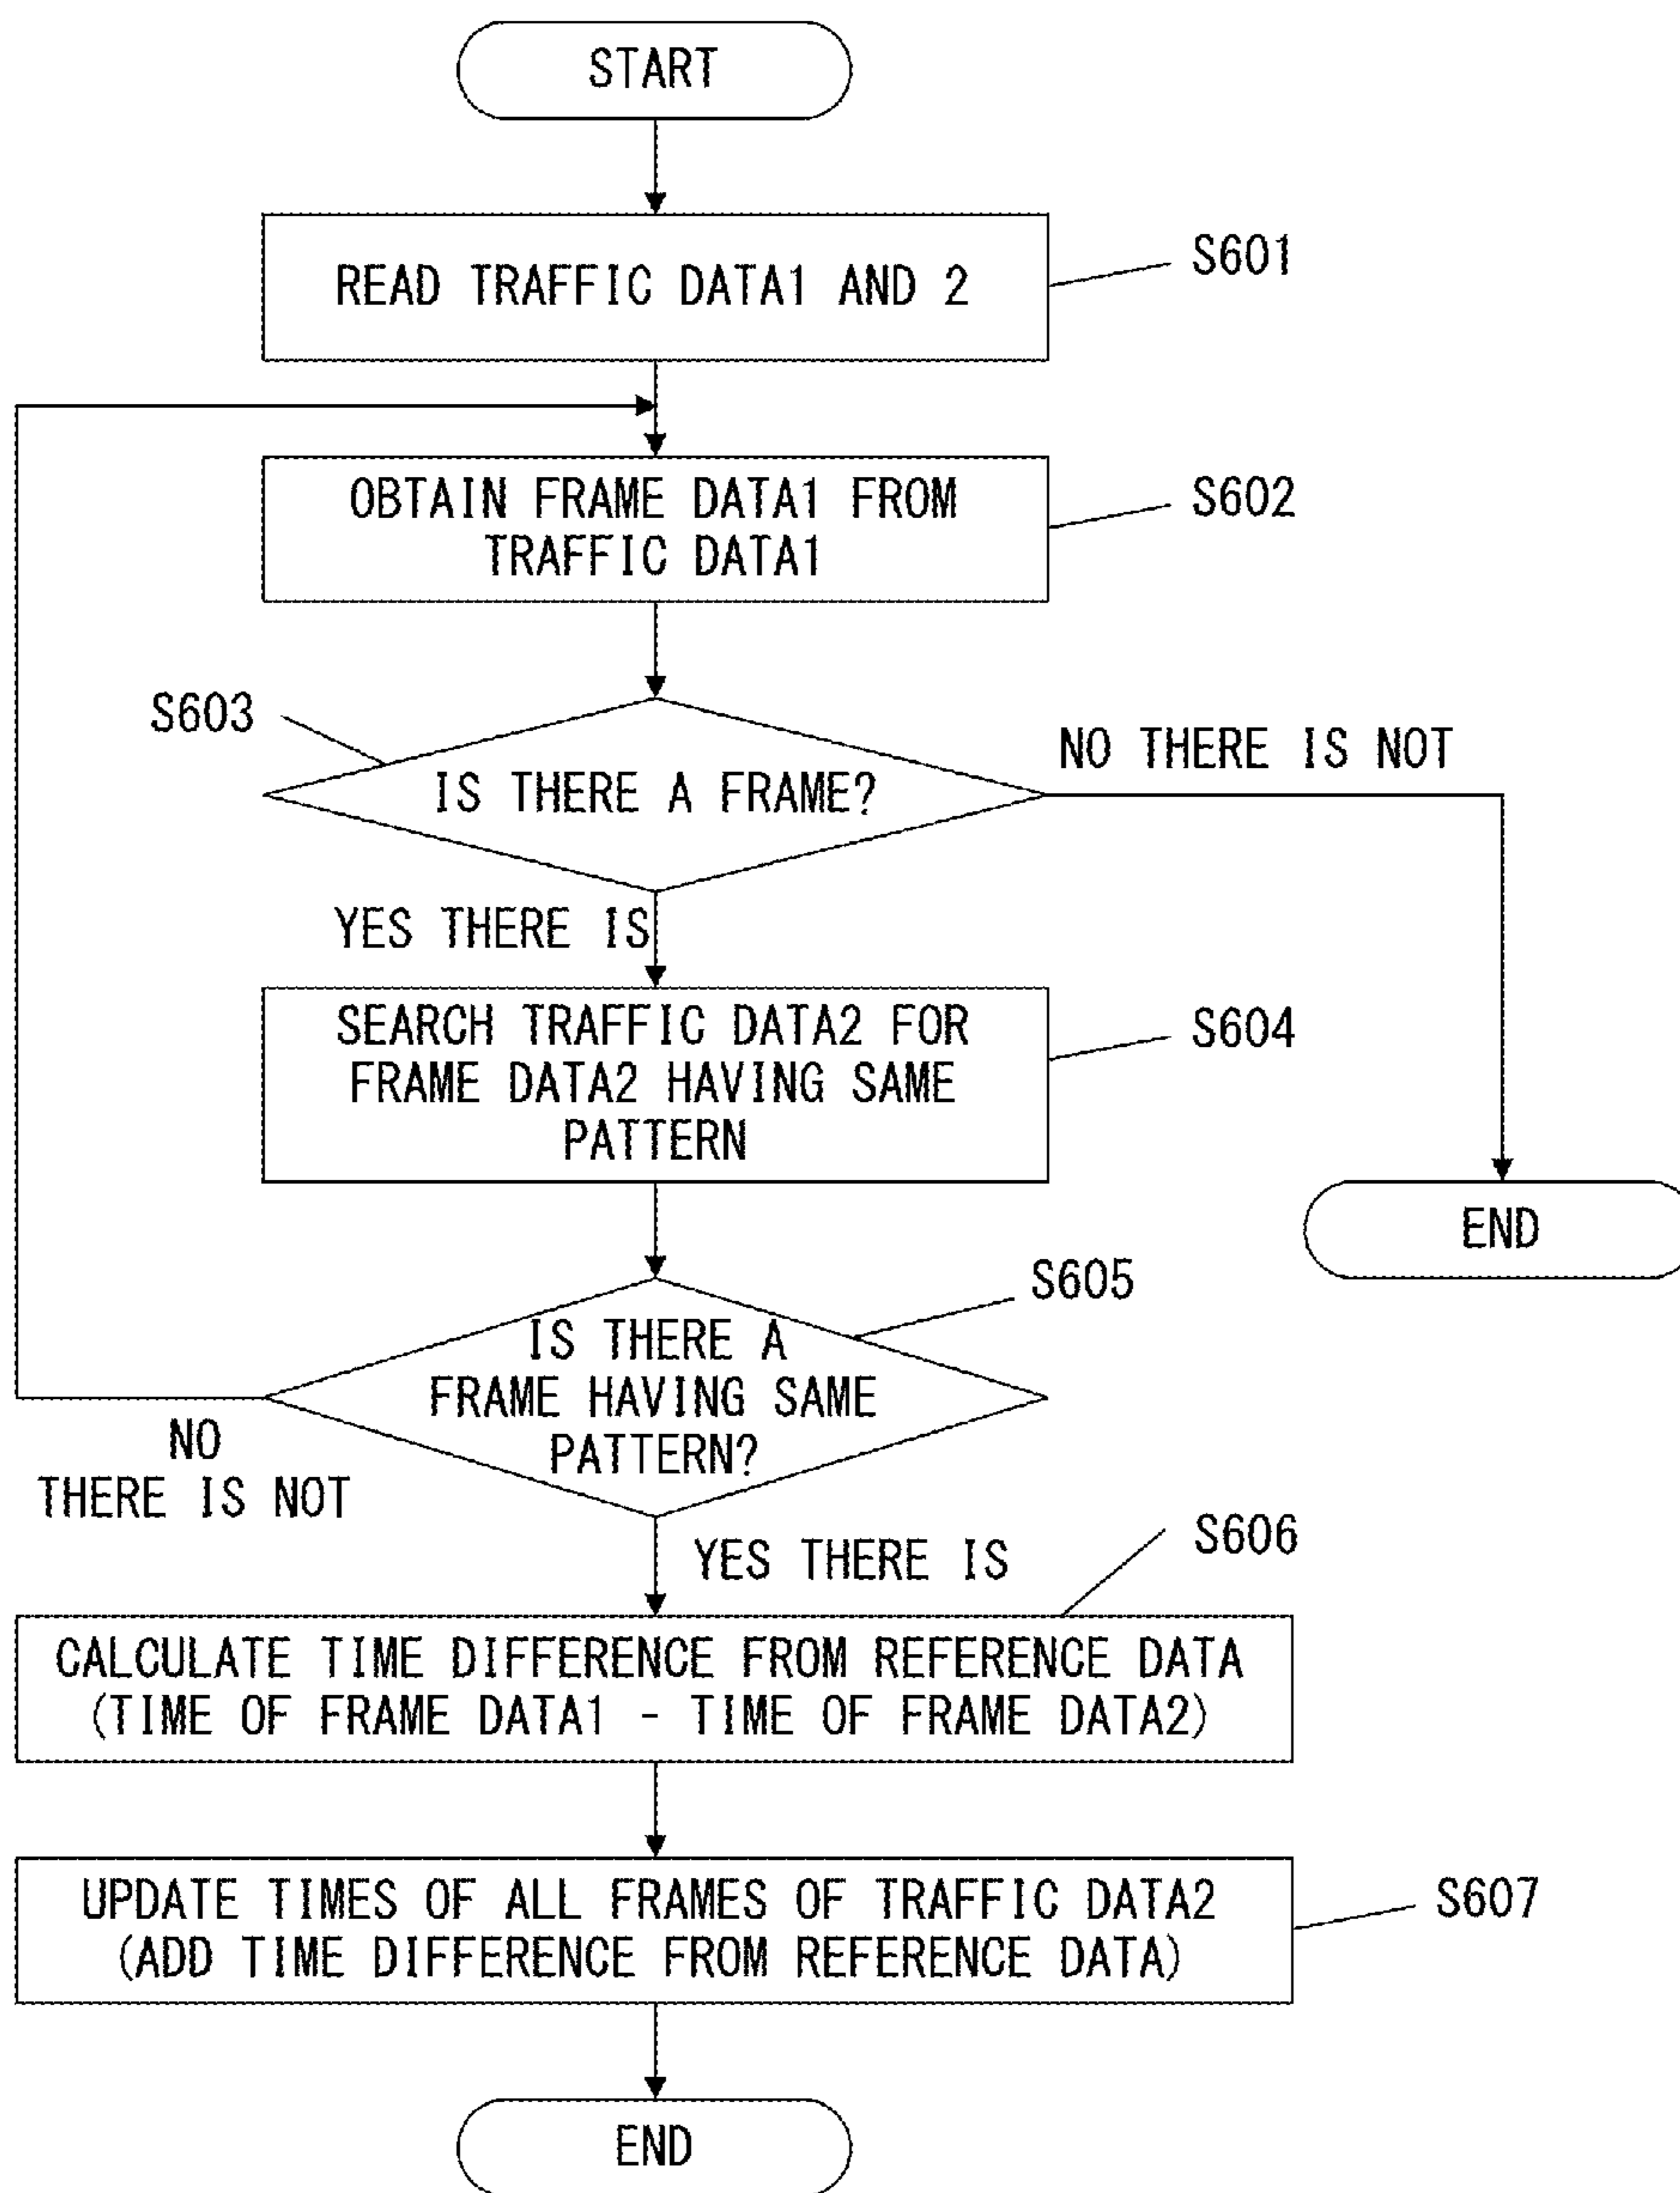 START
READ TRAFFIC DATA1 AND 2
S601
OBTAIN FRAME DATA1 FROM
TRAFFIC DATA1
S602
S603
IS THERE A FRAME?
NO THERE IS NOT
YES THERE IS
SEARCH TRAFFIC DATA2 FOR
FRAME DATA2 HAVING SAME
PATTERN
S604
END
S605
IS THERE A
FRAME HAVING SAME
PATTERN?
NO
THERE IS NOT
YES THERE IS
S606
CALCULATE TIME DIFFERENCE FROM REFERENCE DATA
(TIME OF FRAME DATA1 - TIME OF FRAME DATA2)
UPDATE TIMES OF ALL FRAMES OF TRAFFIC DATA2
(ADD TIME DIFFERENCE FROM REFERENCE DATA)
S607
END